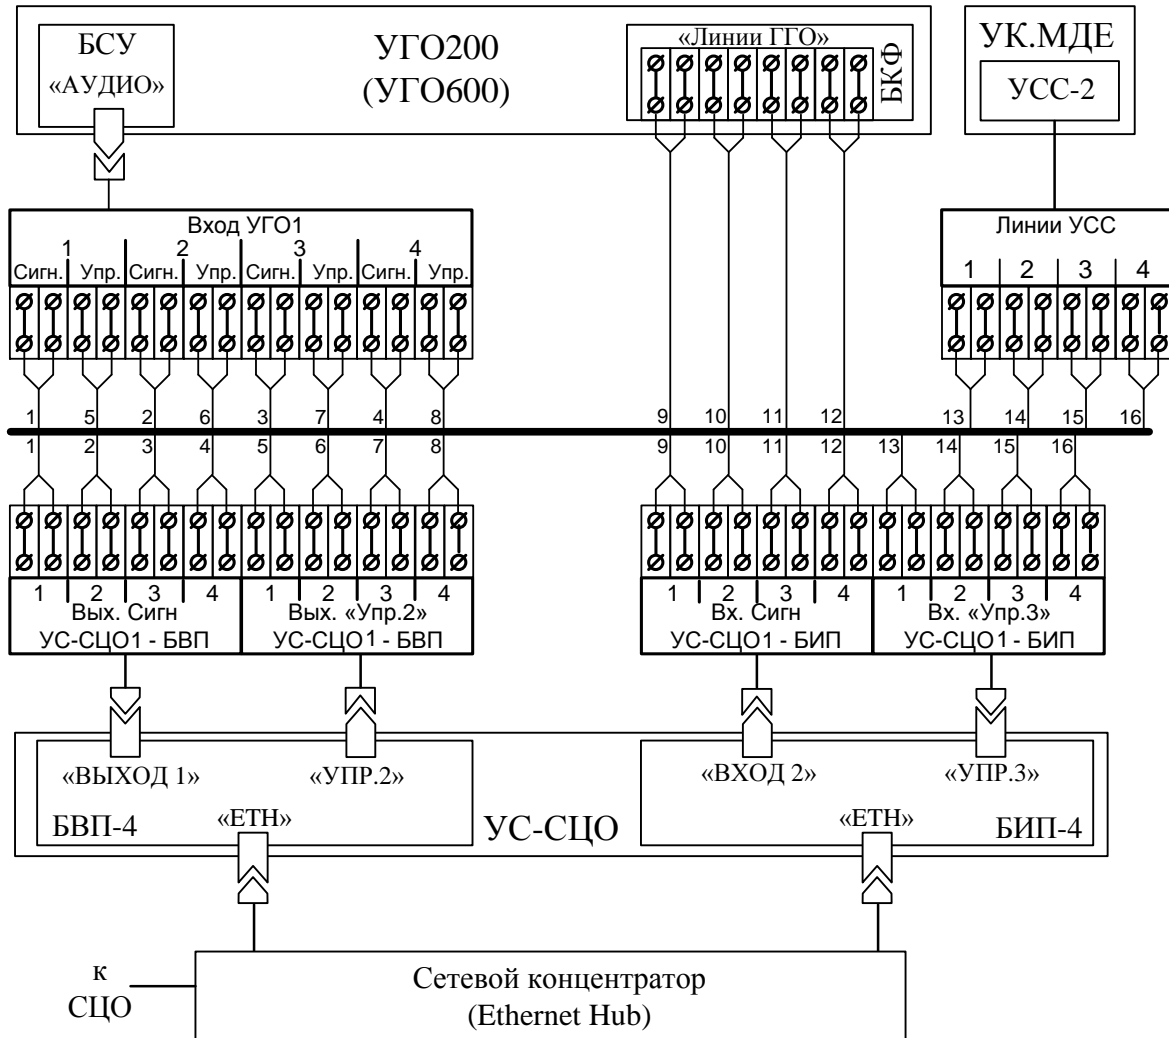 БСУ
«АУДИО»
УГО200
(УГО600)
«Линии ГГО»
БКФ
УК.МДЕ
УСС-2
Вход УГО1
1 2 3 4
Сигн. Упр. Сигн. Упр. Сигн. Упр. Сигн. Упр.
Линии УСС
1 2 3 4
1 5 2 6 3 7 4 8 9 10 11 12 13 14 15 16
1 2 3 4 5 6 7 8 9 10 11 12 13 14 15 16
1 2 3 4
Вых. Сигн
УС-СЦО1 - БВП
1 2 3 4
Вых. «Упр.2»
УС-СЦО1 - БВП
1 2 3 4
Вх. Сигн
УС-СЦО1 - БИП
1 2 3 4
Вх. «Упр.3»
УС-СЦО1 - БИП
«ВЫХОД 1»
«УПР.2»
«ВХОД 2»
«УПР.3»
БВП-4
«ETH»
УС-СЦО
«ETH»
БИП-4
к
СЦО
Сетевой концентратор
(Ethernet Hub)